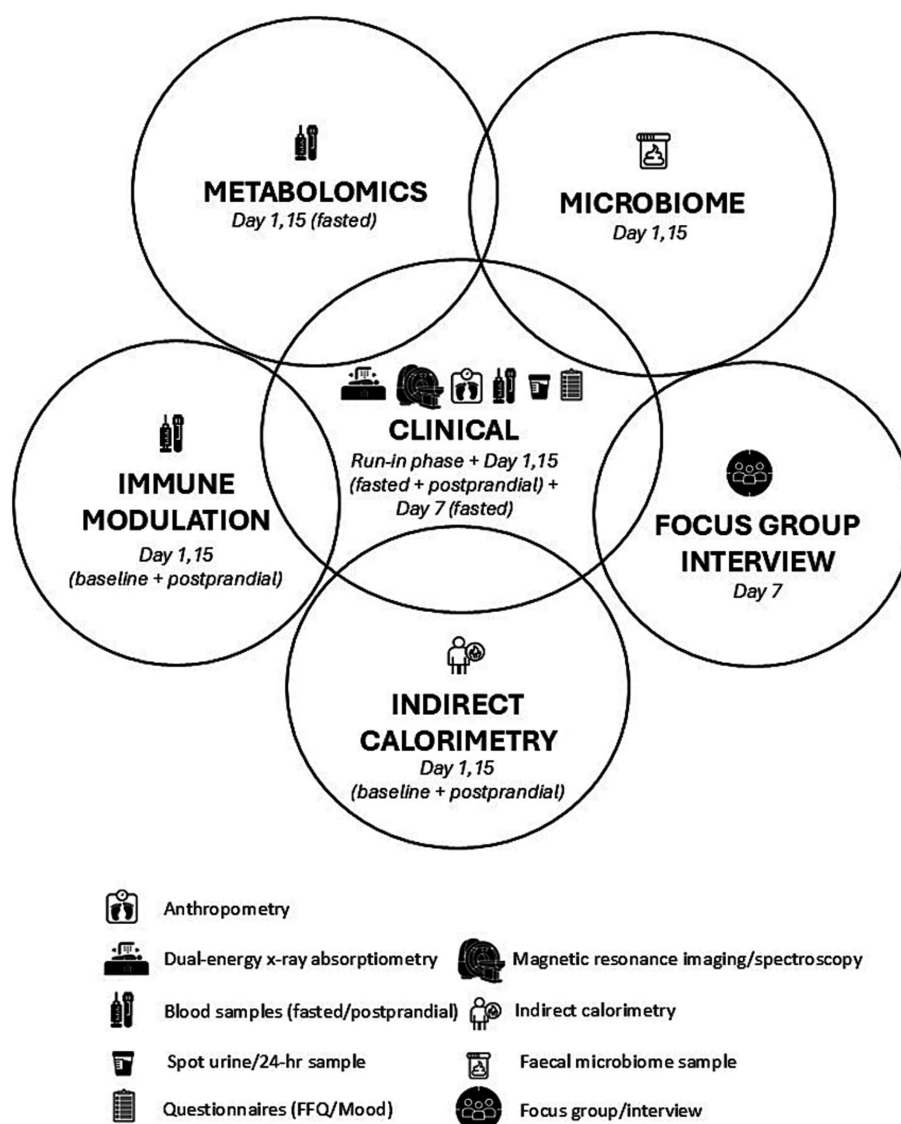 METABOLOMICS
Day 1,15 (fasted)
MICROBIOME
Day 1,15
CLINICAL
Run-in phase + Day 1,15
(fasted + postprandial) +
Day 7 (fasted)
IMMUNE
MODULATION
Day 1,15
(baseline + postprandial)
FOCUS GROUP
INTERVIEW
Day 7
INDIRECT
CALORIMETRY
Day 1,15
(baseline + postprandial)
Anthropometry
Dual-energy x-ray absorptiometry
Magnetic resonance imaging/spectroscopy
Blood samples (fasted/postprandial)
Indirect calorimetry
Spot urine/24-hr sample
Faecal microbiome sample
Questionnaires (FFQ/Mood)
Focus group/interview